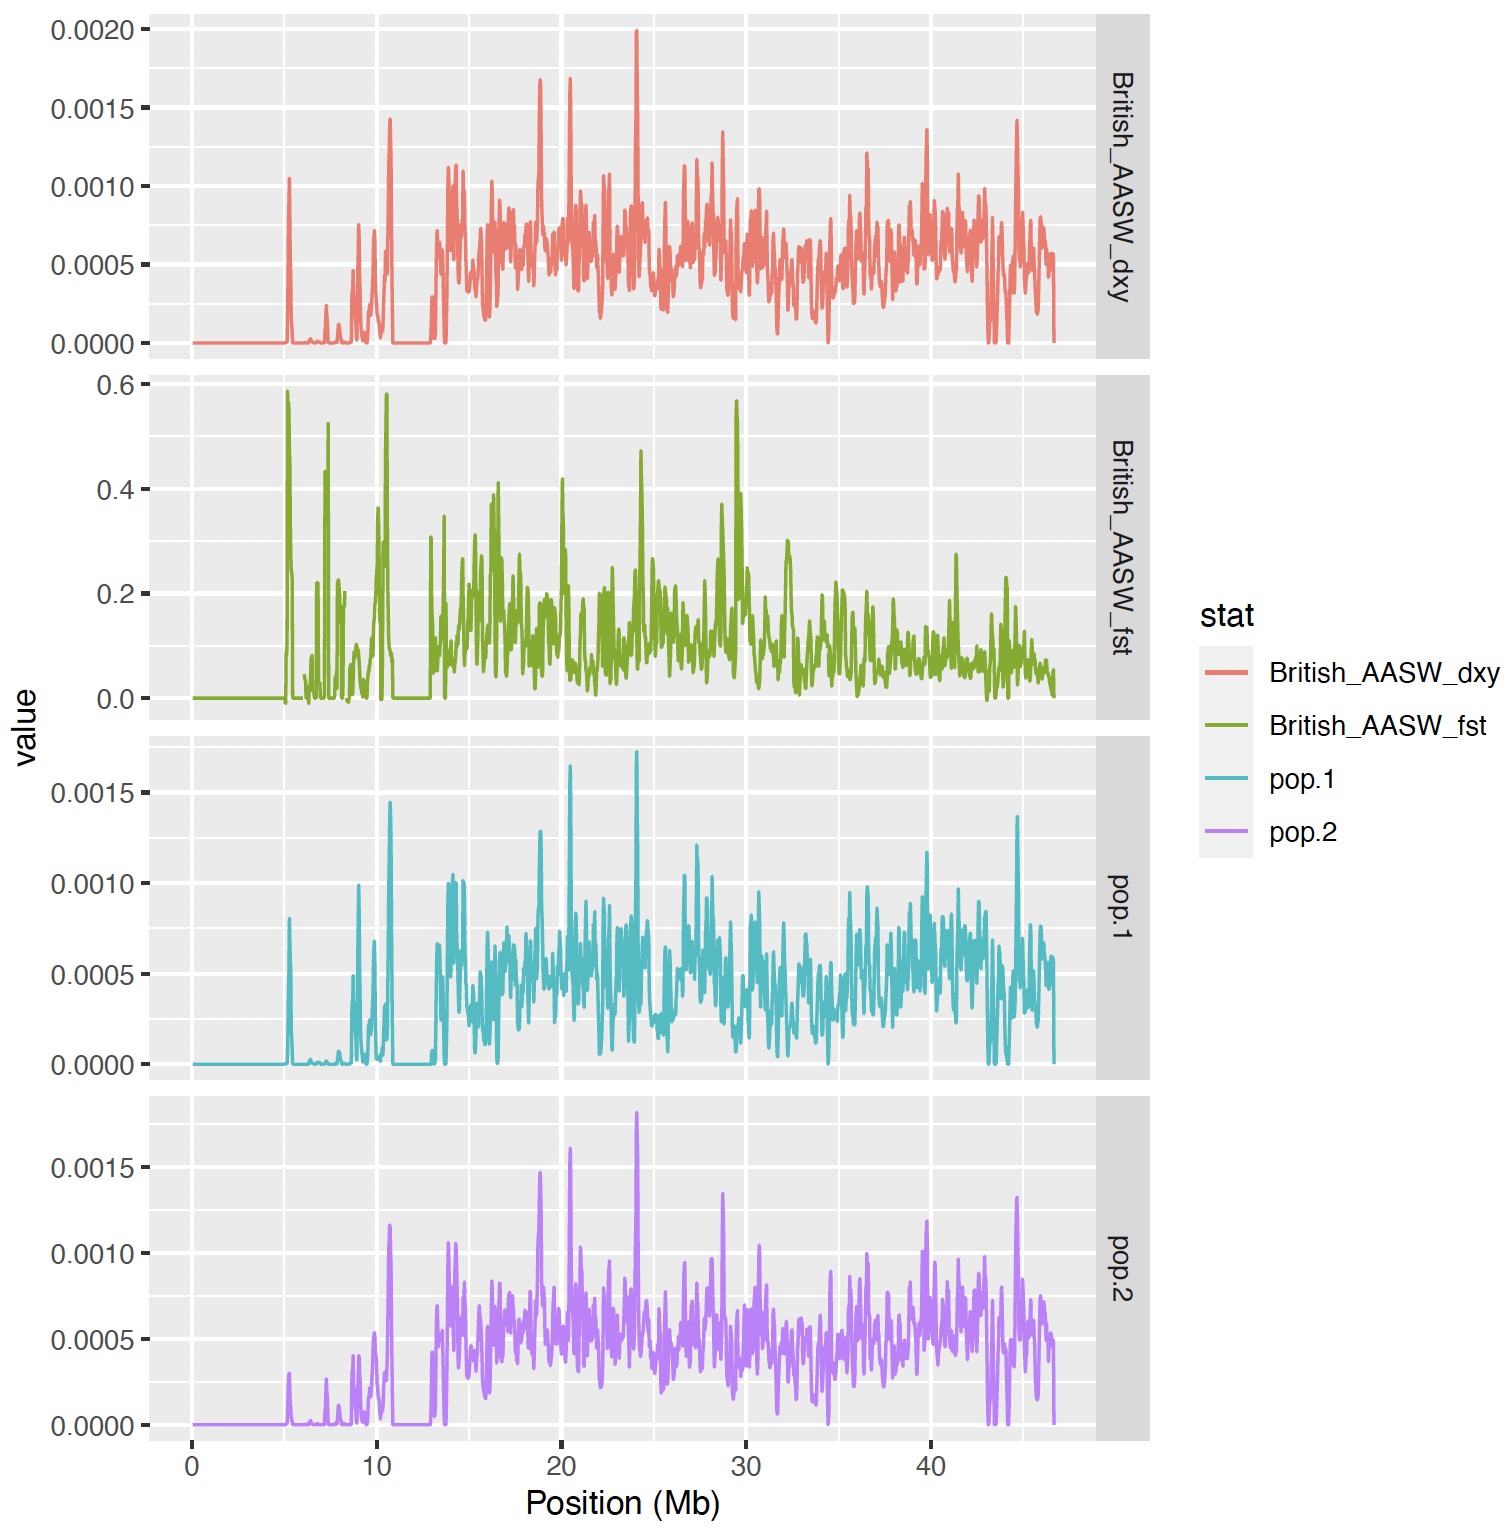 value
0.0020
0.0015
0.0010
0.0005
0.0000
British_AASW_dxy
0.6
0.4
0.2
0.0
British_AASW_fst
0.0015
0.0010
0.0005
0.0000
pop.1
0.0015
0.0010
0.0005
0.0000
pop.2
0
10
20
30
40
Position (Mb)
stat
British_AASW_dxy
British_AASW_fst
pop.1
pop.2